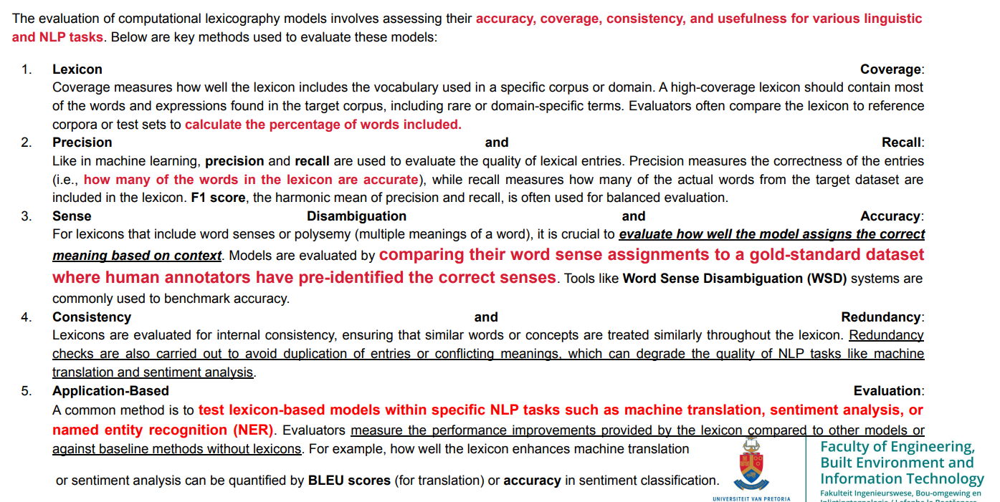 The evaluation of computational lexicography models involves assessing their accuracy, coverage, consistency, and usefulness for various linguistic
and NLP tasks. Below are key methods used to evaluate these models:
1. Lexicon Coverage:
Coverage measures how well the lexicon includes the vocabulary used in a specific corpus or domain. A high-coverage lexicon should contain most
of the words and expressions found in the target corpus, including rare or domain-specific terms. Evaluators often compare the lexicon to reference
corpora or test sets to calculate the percentage of words included.
2. Precision and Recall:
Like in machine learning, precision and recall are used to evaluate the quality of lexical entries. Precision measures the correctness of the entries
(i.e., how many of the words in the lexicon are accurate), while recall measures how many of the actual words from the target dataset are
included in the lexicon. F1 score, the harmonic mean of precision and recall, is often used for balanced evaluation.
3. Sense Disambiguation and Accuracy:
For lexicons that include word senses or polysemy (multiple meanings of a word), it is crucial to evaluate how well the model assigns the correct
meaning based on context. Models are evaluated by comparing their word sense assignments to a gold-standard dataset
where human annotators have pre-identified the correct senses. Tools like Word Sense Disambiguation (WSD) systems are
commonly used to benchmark accuracy.
4. Consistency and Redundancy:
Lexicons are evaluated for internal consistency, ensuring that similar words or concepts are treated similarly throughout the lexicon. Redundancy
checks are also carried out to avoid duplication of entries or conflicting meanings, which can degrade the quality of NLP tasks like machine
translation and sentiment analysis.
5. Application-Based Evaluation:
A common method is to test lexicon-based models within specific NLP tasks such as machine translation, sentiment analysis, or
named entity recognition (NER). Evaluators measure the performance improvements provided by the lexicon compared to other models or
against baseline methods without lexicons. For example, how well the lexicon enhances machine translation
or sentiment analysis can be quantified by BLEU scores (for translation) or accuracy in sentiment classification.
UNIVERSITEIT VAN PRETORIA
Faculty of Engineering,
Built Environment and
Information Technology
Fakulteit Ingenieurswese, Bou-omgewing en